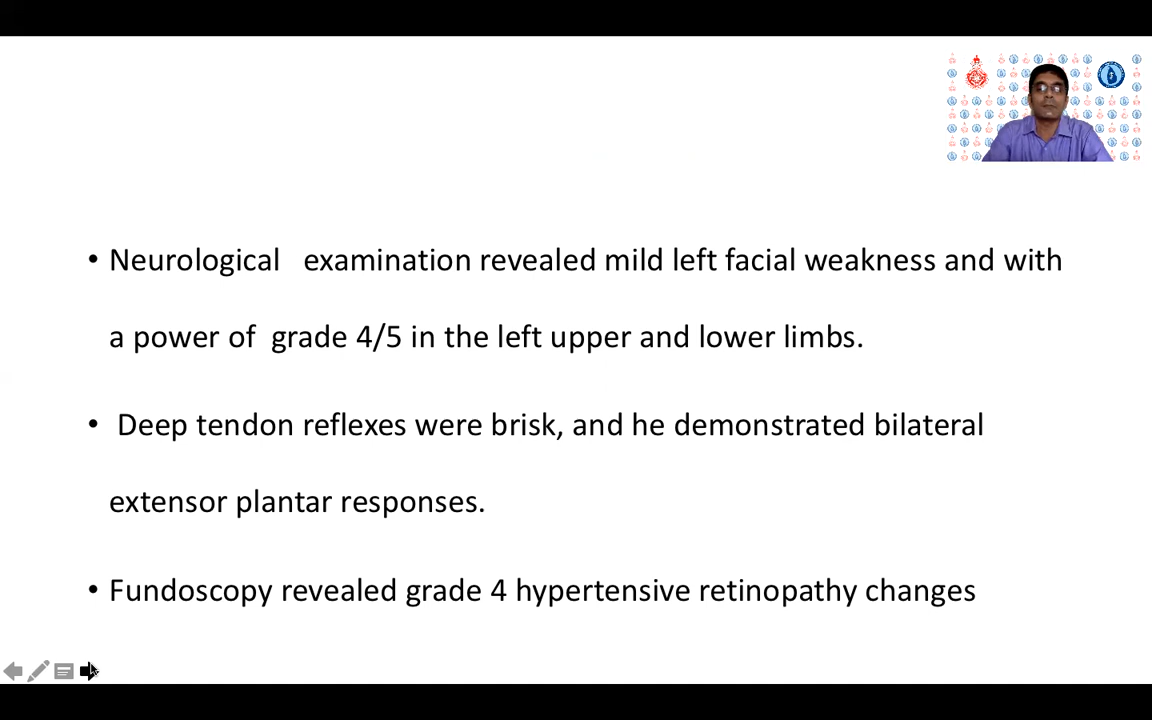 • Neurological   examination revealed mild left facial weakness and with
a power of  grade 4/5 in the left upper and lower limbs.
•  Deep tendon reflexes were brisk, and he demonstrated bilateral
extensor plantar responses.
• Fundoscopy revealed grade 4 hypertensive retinopathy changes